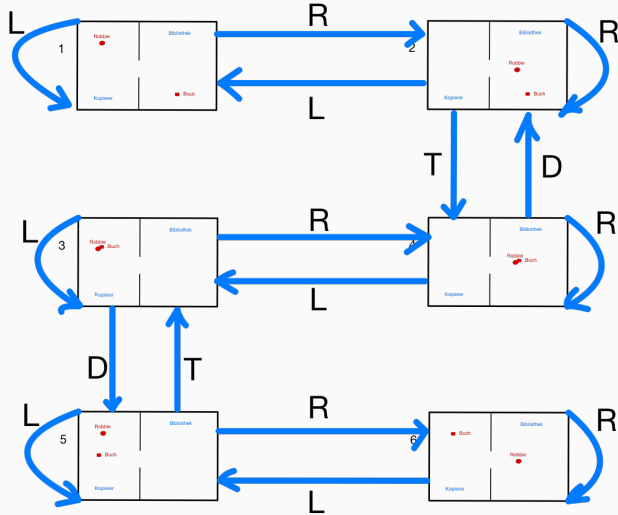 L
1
Robbie
Bibliothek
Kopierer
Buch
R
L
2
Bibliothek
Robbie
Kopierer
Buch
R
T
D
L
3
Robbie
Buch
Bibliothek
Kopierer
R
L
4
Bibliothek
Robbie
Buch
Kopierer
R
D
T
L
5
Robbie
Buch
Bibliothek
Kopierer
R
L
6
Buch
Bibliothek
Robbie
Kopierer
R